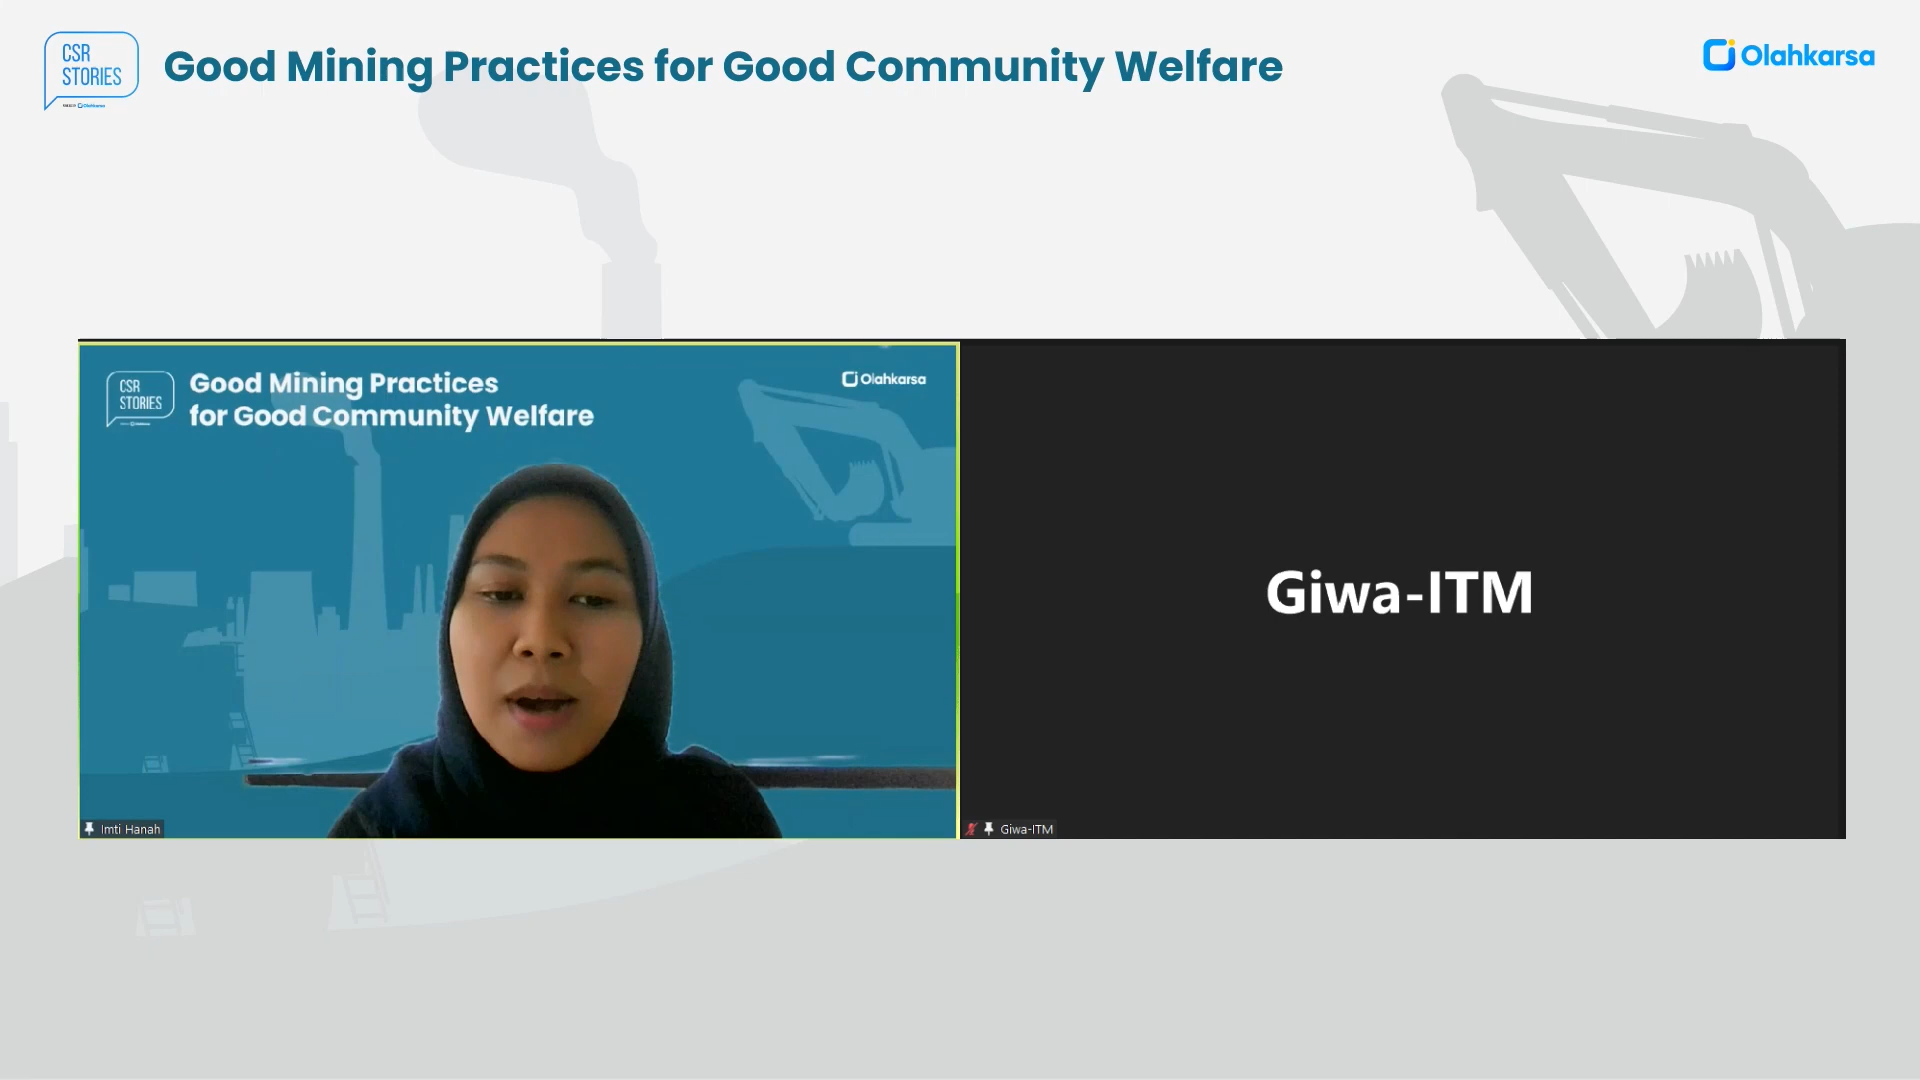 CSR
STORIES
Good Mining Practices for Good Community Welfare
Olahkarsa
CSR
STORIES
Good Mining Practices
for Good Community Welfare
Olahkarsa
Imti Hanah
Giwa-ITM
Giwa-ITM